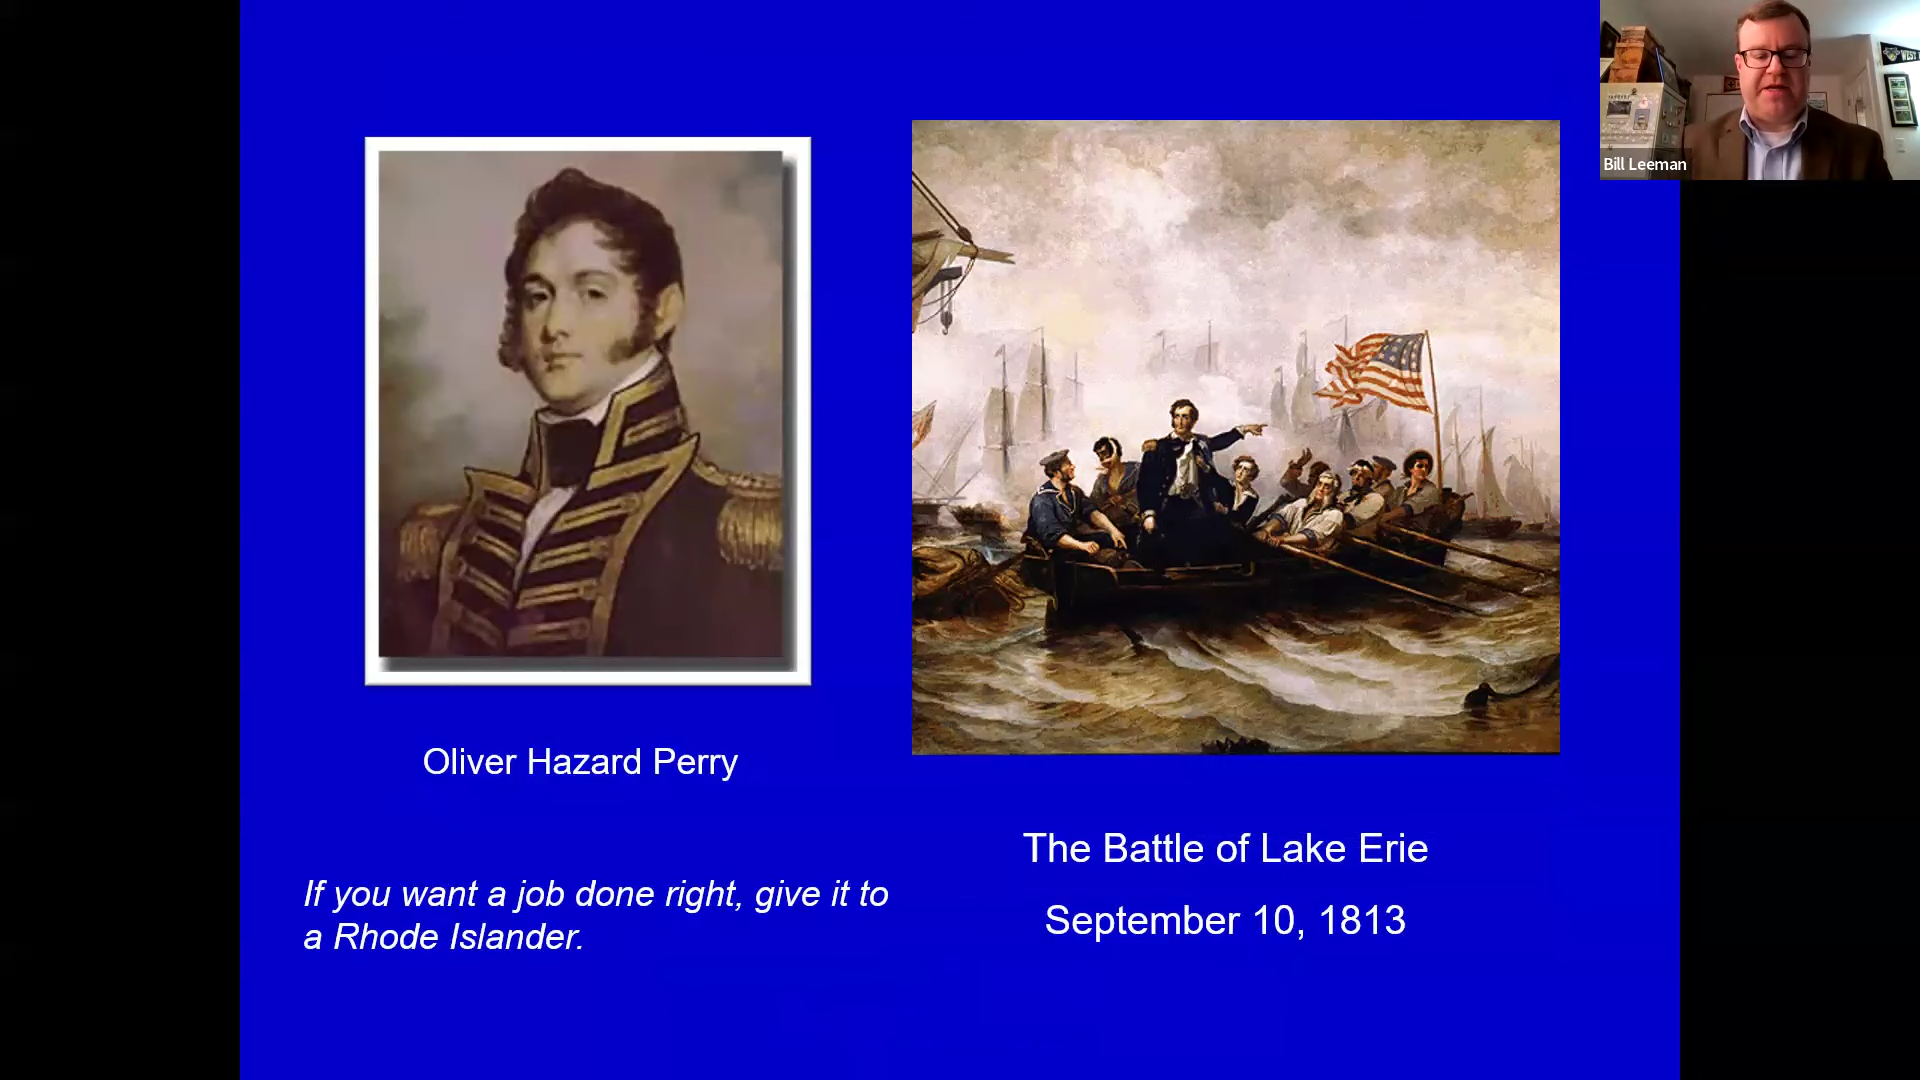 WEST
Bill Leeman
Oliver Hazard Perry
If you want a job done right, give it to
a Rhode Islander.
The Battle of Lake Erie
September 10, 1813